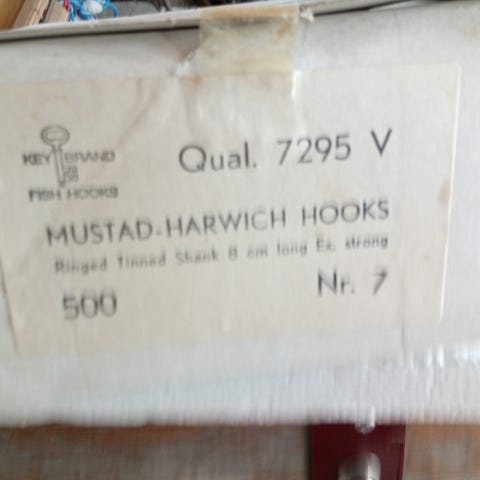 KEY BRAND
FISH HOOKS
Qual. 7295 V
MUSTAD-HARWICH HOOKS
Ringed Tinned Shank 8 cm long Ex. strong
500
Nr. 7